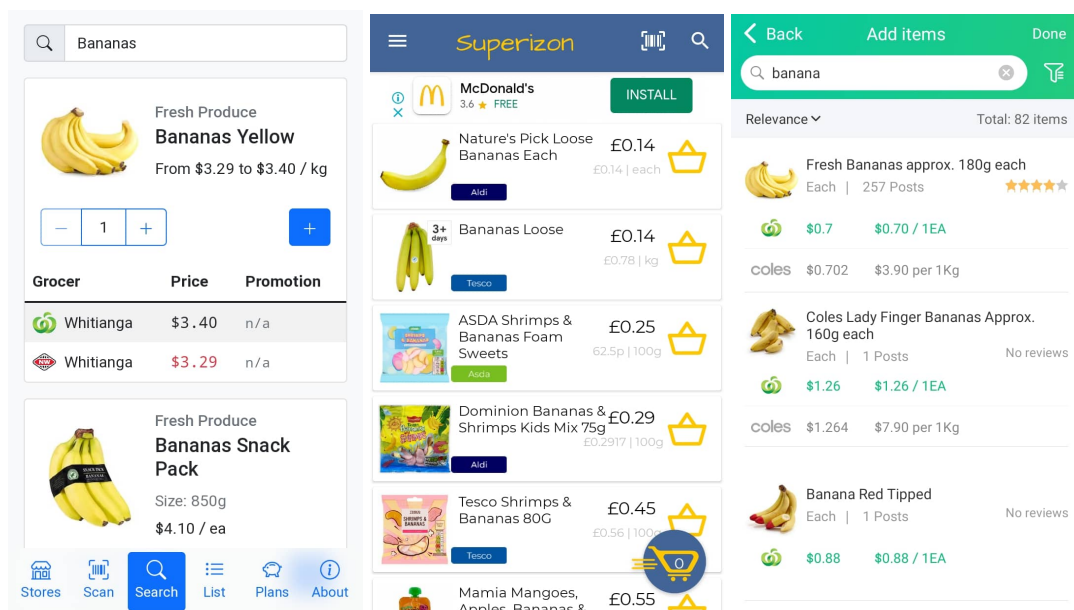 Bananas
Fresh Produce
Bananas Yellow
From $3.29 to $3.40 / kg
− 1 + +
Grocer Price Promotion
Whitianga $3.40 n/a
NW Whitianga $3.29 n/a
Fresh Produce
Bananas Snack
Pack
Size: 850g
$4.10 / ea
Stores Scan Search List Plans About
Superizon
McDonald's
3.6 ★ FREE
INSTALL
Nature's Pick Loose
Bananas Each
£0.14
£0.14 | each
Aldi
3+
days
Bananas Loose
£0.14
£0.78 | kg
Tesco
ASDA Shrimps &
Bananas Foam
Sweets
£0.25
62.5p | 100g
Asda
Dominion Bananas &
Shrimps Kids Mix 75g
£0.29
£0.2917 | 100g
Aldi
Tesco Shrimps &
Bananas 80G
£0.45
£0.56 | 100g
SHRIMPS &
BANANAS
Tesco
0
Mamia Mangoes,
Apples, Bananas &
£0.55
Back Add items Done
banana
Relevance Total: 82 items
Fresh Bananas approx. 180g each
Each | 257 Posts
$0.7 $0.70 / 1EA
coles $0.702 $3.90 per 1Kg
Coles Lady Finger Bananas Approx.
160g each
Each | 1 Posts No reviews
$1.26 $1.26 / 1EA
coles $1.264 $7.90 per 1Kg
Banana Red Tipped
Each | 1 Posts No reviews
$0.88 $0.88 / 1EA